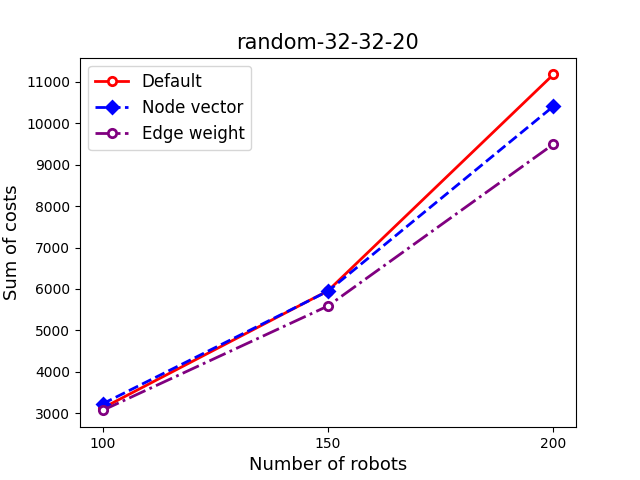 random-32-32-20
Default
Node vector
Edge weight
Sum of costs
11000
10000
9000
8000
7000
6000
5000
4000
3000
100
150
200
Number of robots